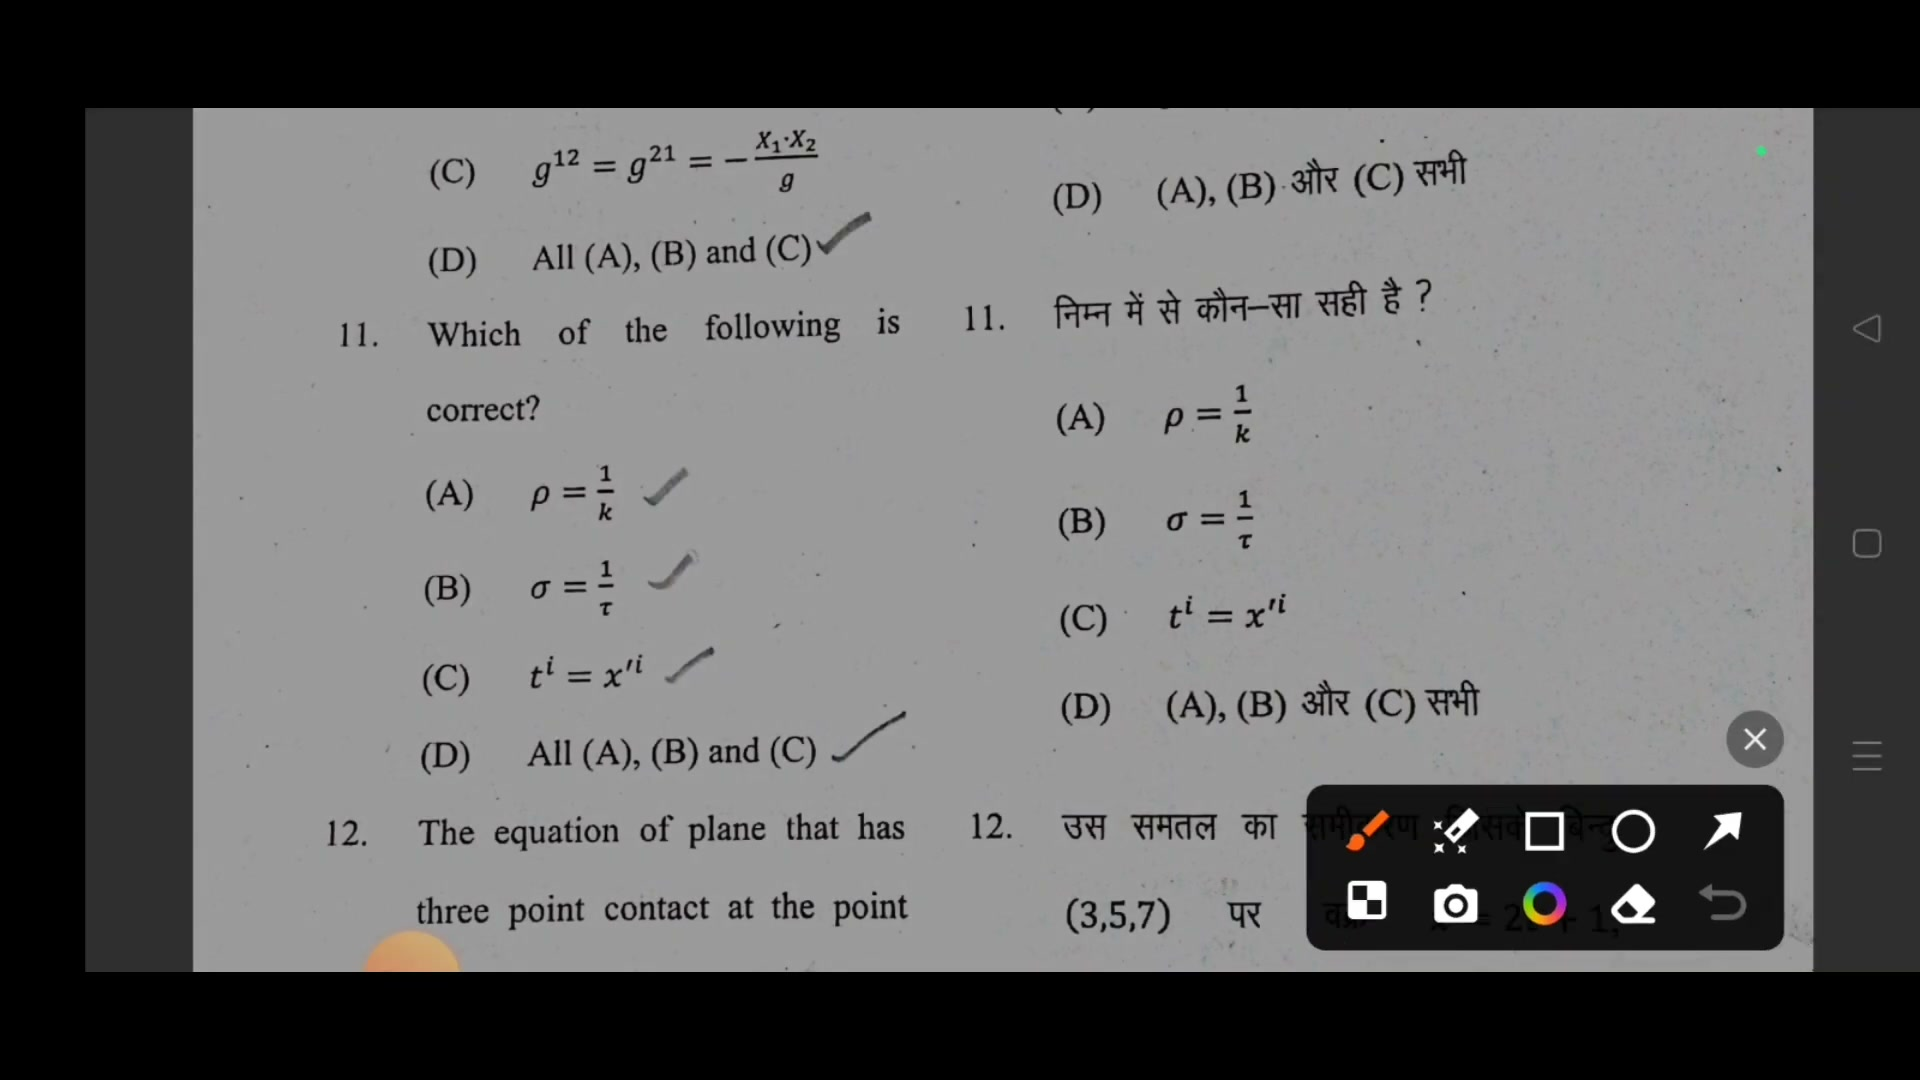 (C) g¹² = g²¹ = − X₁·X₂ / g
(D) All (A), (B) and (C)
11. Which of the following is
correct?
(A) ρ = 1/k
(B) σ = 1/τ
(C) tⁱ = x′ⁱ
(D) All (A), (B) and (C)
12. The equation of plane that has
three point contact at the point
(D) (A), (B) और (C) सभी
11. निम्न में से कौन–सा सही है ?
(A) ρ = 1/k
(B) σ = 1/τ
(C) tⁱ = x′ⁱ
(D) (A), (B) और (C) सभी
12. उस समतल का
(3,5,7) पर